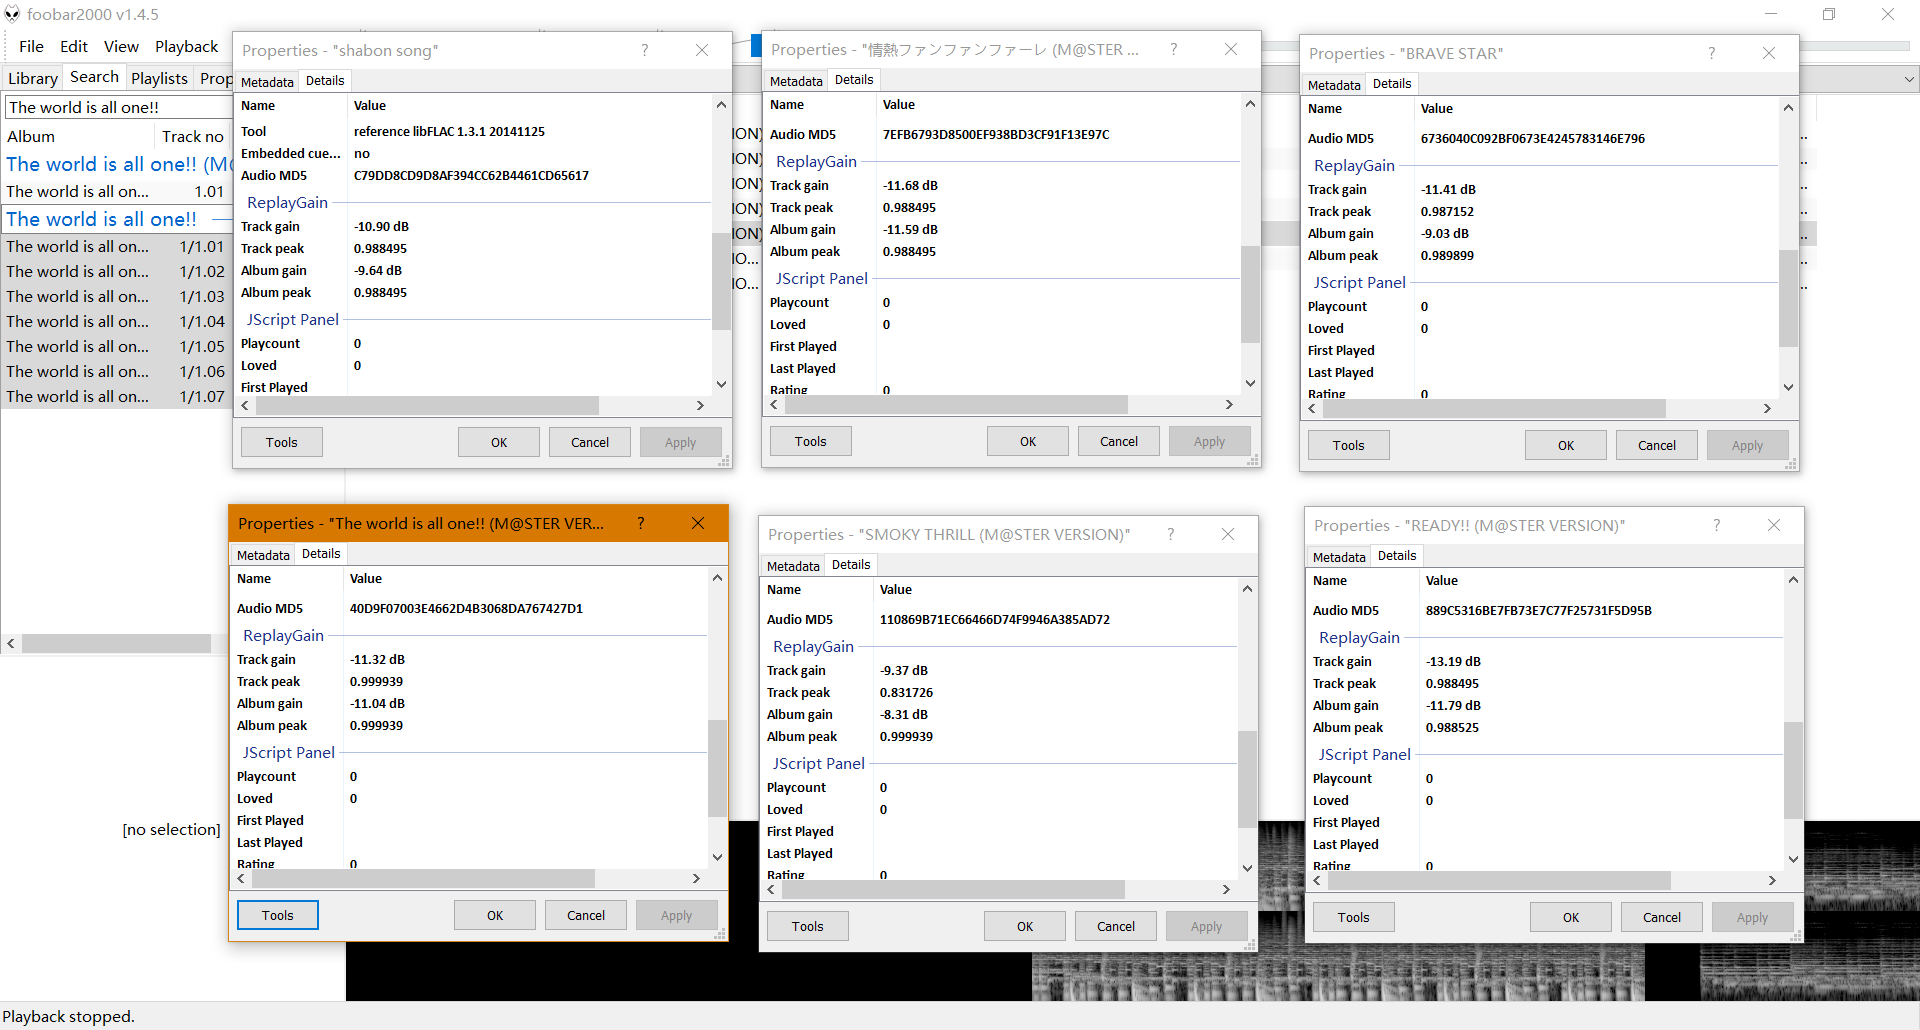 foobar2000 v1.4.5
File Edit View Playback
Library Search Playlists Prop
The world is all one!!
Album Track no
The world is all one!! (M@
The world is all on... 1.01
The world is all one!!
The world is all on... 1/1.01
The world is all on... 1/1.02
The world is all on... 1/1.03
The world is all on... 1/1.04
The world is all on... 1/1.05
The world is all on... 1/1.06
The world is all on... 1/1.07
[no selection]
Properties - "shabon song" ?
Metadata Details
Name Value
Tool reference libFLAC 1.3.1 20141125
Embedded cue... no
Audio MD5 C79DD8CD9D8AF394CC62B4461CD65617
ReplayGain
Track gain -10.90 dB
Track peak 0.988495
Album gain -9.64 dB
Album peak 0.988495
JScript Panel
Playcount 0
Loved 0
First Played
Tools OK Cancel Apply
ION)
ION)
ION)
ION)
ION)
IO...
IO...
Properties - "情熱ファンファンファーレ (M@STER ... ?
Metadata Details
Name Value
Audio MD5 7EFB6793D8500EF938BD3CF91F13E97C
ReplayGain
Track gain -11.68 dB
Track peak 0.988495
Album gain -11.59 dB
Album peak 0.988495
JScript Panel
Playcount 0
Loved 0
First Played
Last Played
Rating 0
Tools OK Cancel Apply
Properties - "BRAVE STAR" ?
Metadata Details
Name Value
Audio MD5 6736040C092BF0673E4245783146E796
ReplayGain
Track gain -11.41 dB
Track peak 0.987152
Album gain -9.03 dB
Album peak 0.989899
JScript Panel
Playcount 0
Loved 0
First Played
Last Played
Rating 0
Tools OK Cancel Apply
Properties - "The world is all one!! (M@STER VER... ?
Metadata Details
Name Value
Audio MD5 40D9F07003E4662D4B3068DA767427D1
ReplayGain
Track gain -11.32 dB
Track peak 0.999939
Album gain -11.04 dB
Album peak 0.999939
JScript Panel
Playcount 0
Loved 0
First Played
Last Played
Rating 0
Tools OK Cancel Apply
Properties - "SMOKY THRILL (M@STER VERSION)" ?
Metadata Details
Name Value
Audio MD5 110869B71EC66466D74F9946A385AD72
ReplayGain
Track gain -9.37 dB
Track peak 0.831726
Album gain -8.31 dB
Album peak 0.999939
JScript Panel
Playcount 0
Loved 0
First Played
Last Played
Rating 0
Tools OK Cancel Apply
Properties - "READY!! (M@STER VERSION)" ?
Metadata Details
Name Value
Audio MD5 889C5316BE7FB73E7C77F25731F5D95B
ReplayGain
Track gain -13.19 dB
Track peak 0.988495
Album gain -11.79 dB
Album peak 0.988525
JScript Panel
Playcount 0
Loved 0
First Played
Last Played
Rating 0
Tools OK Cancel Apply
Playback stopped.